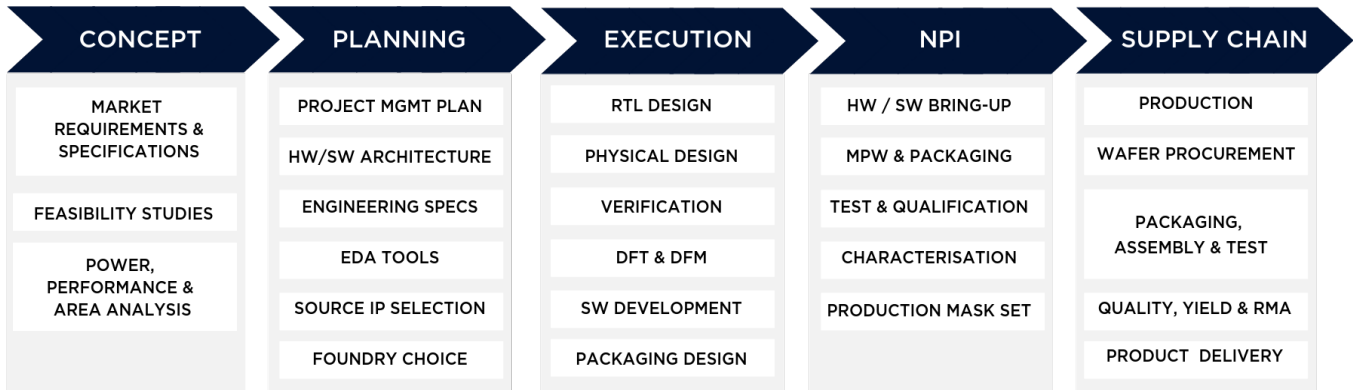 CONCEPT
MARKET
REQUIREMENTS &
SPECIFICATIONS
FEASIBILITY STUDIES
POWER,
PERFORMANCE &
AREA ANALYSIS
PLANNING
PROJECT MGMT PLAN
HW/SW ARCHITECTURE
ENGINEERING SPECS
EDA TOOLS
SOURCE IP SELECTION
FOUNDRY CHOICE
EXECUTION
RTL DESIGN
PHYSICAL DESIGN
VERIFICATION
DFT & DFM
SW DEVELOPMENT
PACKAGING DESIGN
NPI
HW / SW BRING-UP
MPW & PACKAGING
TEST & QUALIFICATION
CHARACTERISATION
PRODUCTION MASK SET
SUPPLY CHAIN
PRODUCTION
WAFER PROCUREMENT
PACKAGING,
ASSEMBLY & TEST
QUALITY, YIELD & RMA
PRODUCT DELIVERY